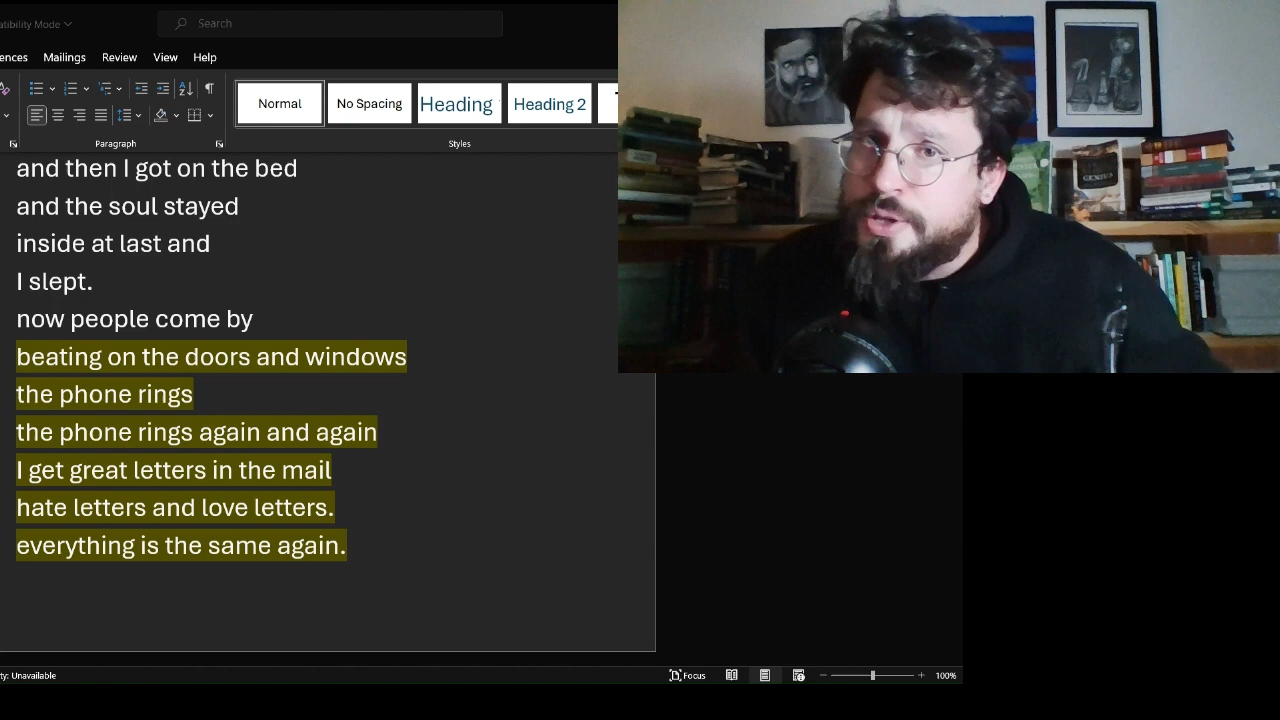 atibility Mode
Search
ences Mailings Review View Help
Normal
No Spacing
Heading
Heading 2
Paragraph
Styles
and then I got on the bed
and the soul stayed
inside at last and
I slept.
now people come by
beating on the doors and windows
the phone rings
the phone rings again and again
I get great letters in the mail
hate letters and love letters.
everything is the same again.
GENIUS
ty: Unavailable
Focus
100%